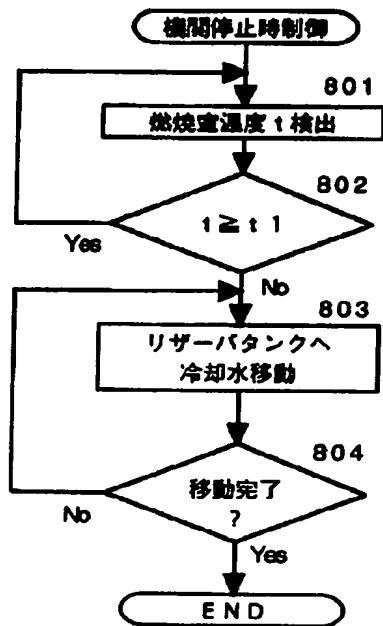 機関停止時制御
801
燃焼室温度t検出
802
t≧t1
Yes
No
803
リザーバタンクへ
冷却水移動
804
移動完了
?
No
Yes
END